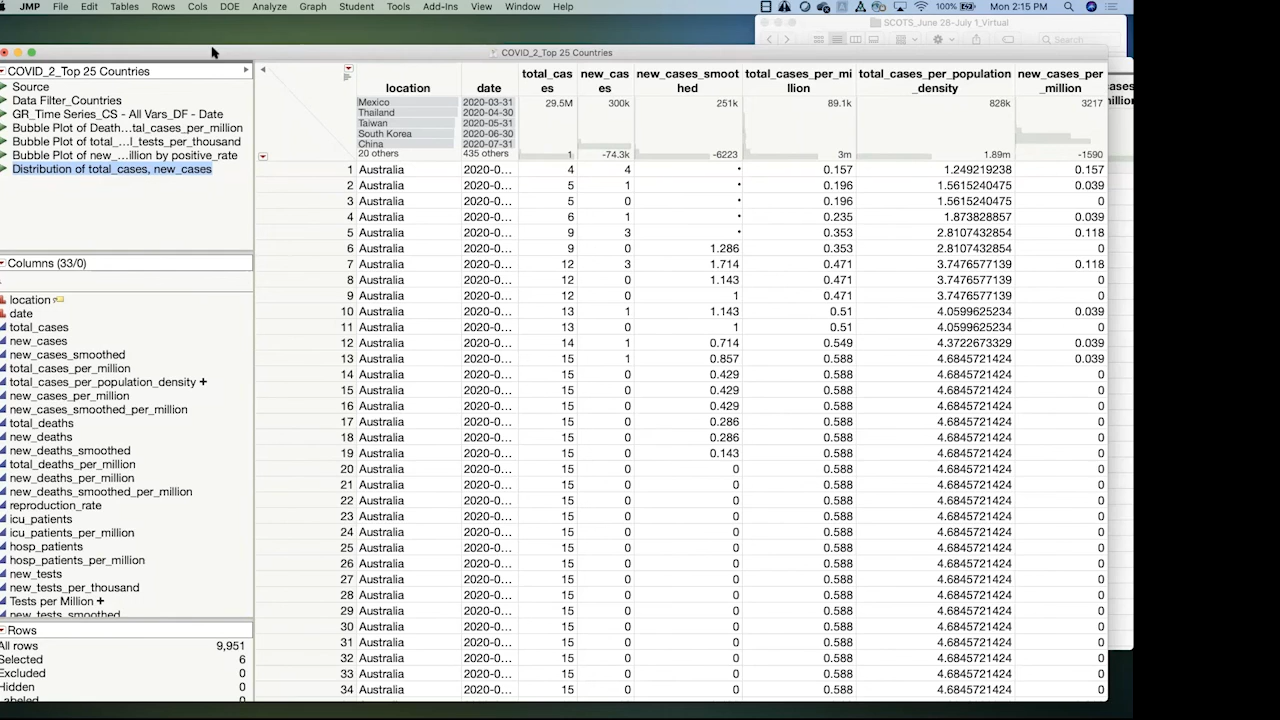 JMP File Edit Tables Rows Cols DOE Analyze Graph Student Tools Add-Ins View Window Help 100% Mon 2:15 PM
SCOTS_June 28-July 1_Virtual
Search
COVID_2_Top 25 Countries
COVID_2_Top 25 Countries
Source
Data Filter_Countries
GR_Time Series_CS - All Vars_DF - Date
Bubble Plot of Death…tal_cases_per_million
Bubble Plot of total_…l_tests_per_thousand
Bubble Plot of new_…illion by positive_rate
Distribution of total_cases, new_cases
Columns (33/0)
location
date
total_cases
new_cases
new_cases_smoothed
total_cases_per_million
total_cases_per_population_density
new_cases_per_million
new_cases_smoothed_per_million
total_deaths
new_deaths
new_deaths_smoothed
total_deaths_per_million
new_deaths_per_million
new_deaths_smoothed_per_million
reproduction_rate
icu_patients
icu_patients_per_million
hosp_patients
hosp_patients_per_million
new_tests
new_tests_per_thousand
Tests per Million
new_tests_smoothed
Rows
All rows 9,951
Selected 6
Excluded 0
Hidden 0
Labeled 0
location date total_cas es new_cas es new_cases_smoot hed total_cases_per_mi llion total_cases_per_population _density new_cases_per _million
Mexico 2020-03-31 29.5M 300k 251k 89.1k 828k 3217
Thailand 2020-04-30
Taiwan 2020-05-31
South Korea 2020-06-30
China 2020-07-31
20 others 435 others 1 -74.3k -6223 3m 1.89m -1590
1 Australia 2020-0… 4 4 • 0.157 1.249219238 0.157
2 Australia 2020-0… 5 1 • 0.196 1.5615240475 0.039
3 Australia 2020-0… 5 0 • 0.196 1.5615240475 0
4 Australia 2020-0… 6 1 • 0.235 1.873828857 0.039
5 Australia 2020-0… 9 3 • 0.353 2.8107432854 0.118
6 Australia 2020-0… 9 0 1.286 0.353 2.8107432854 0
7 Australia 2020-0… 12 3 1.714 0.471 3.7476577139 0.118
8 Australia 2020-0… 12 0 1.143 0.471 3.7476577139 0
9 Australia 2020-0… 12 0 1 0.471 3.7476577139 0
10 Australia 2020-0… 13 1 1.143 0.51 4.0599625234 0.039
11 Australia 2020-0… 13 0 1 0.51 4.0599625234 0
12 Australia 2020-0… 14 1 0.714 0.549 4.3722673329 0.039
13 Australia 2020-0… 15 1 0.857 0.588 4.6845721424 0.039
14 Australia 2020-0… 15 0 0.429 0.588 4.6845721424 0
15 Australia 2020-0… 15 0 0.429 0.588 4.6845721424 0
16 Australia 2020-0… 15 0 0.429 0.588 4.6845721424 0
17 Australia 2020-0… 15 0 0.286 0.588 4.6845721424 0
18 Australia 2020-0… 15 0 0.286 0.588 4.6845721424 0
19 Australia 2020-0… 15 0 0.143 0.588 4.6845721424 0
20 Australia 2020-0… 15 0 0 0.588 4.6845721424 0
21 Australia 2020-0… 15 0 0 0.588 4.6845721424 0
22 Australia 2020-0… 15 0 0 0.588 4.6845721424 0
23 Australia 2020-0… 15 0 0 0.588 4.6845721424 0
24 Australia 2020-0… 15 0 0 0.588 4.6845721424 0
25 Australia 2020-0… 15 0 0 0.588 4.6845721424 0
26 Australia 2020-0… 15 0 0 0.588 4.6845721424 0
27 Australia 2020-0… 15 0 0 0.588 4.6845721424 0
28 Australia 2020-0… 15 0 0 0.588 4.6845721424 0
29 Australia 2020-0… 15 0 0 0.588 4.6845721424 0
30 Australia 2020-0… 15 0 0 0.588 4.6845721424 0
31 Australia 2020-0… 15 0 0 0.588 4.6845721424 0
32 Australia 2020-0… 15 0 0 0.588 4.6845721424 0
33 Australia 2020-0… 15 0 0 0.588 4.6845721424 0
34 Australia 2020-0… 15 0 0 0.588 4.6845721424 0